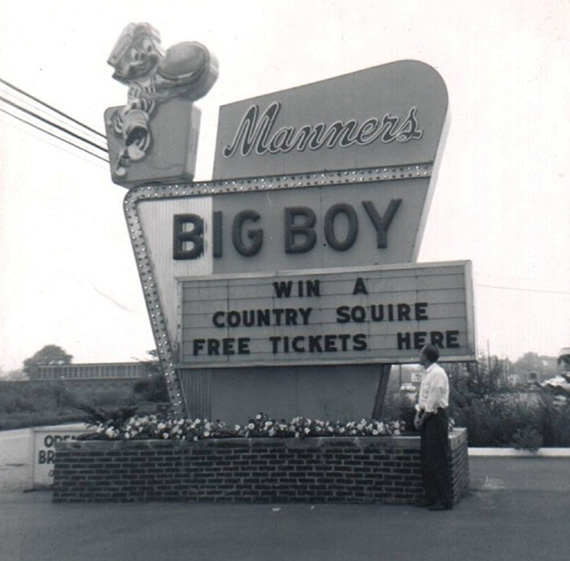 Manners
BIG BOY
WIN A
COUNTRY SQUIRE
FREE TICKETS HERE